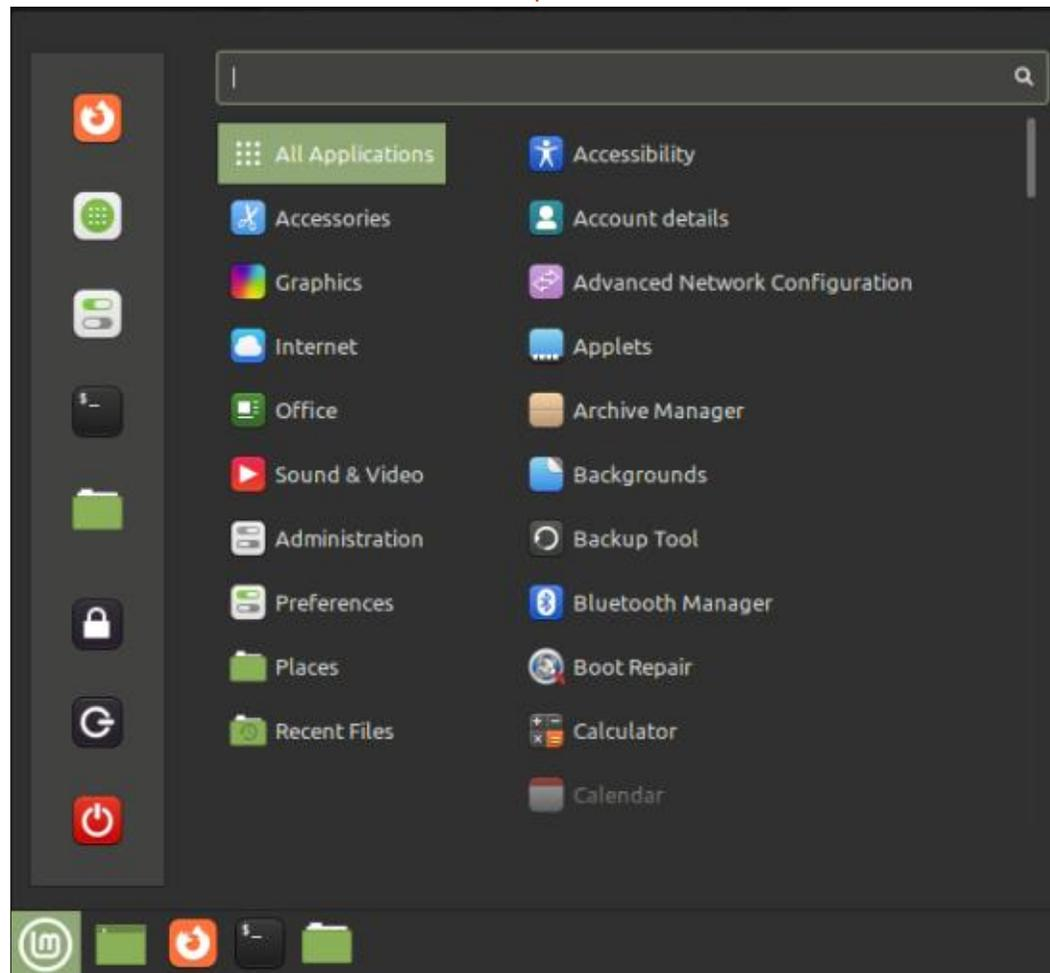 All Applications
Accessories
Graphics
Internet
Office
Sound & Video
Administration
Preferences
Places
Recent Files
Accessibility
Account details
Advanced Network Configuration
Applets
Archive Manager
Backgrounds
Backup Tool
Bluetooth Manager
Boot Repair
Calculator
Calendar
$_
$_